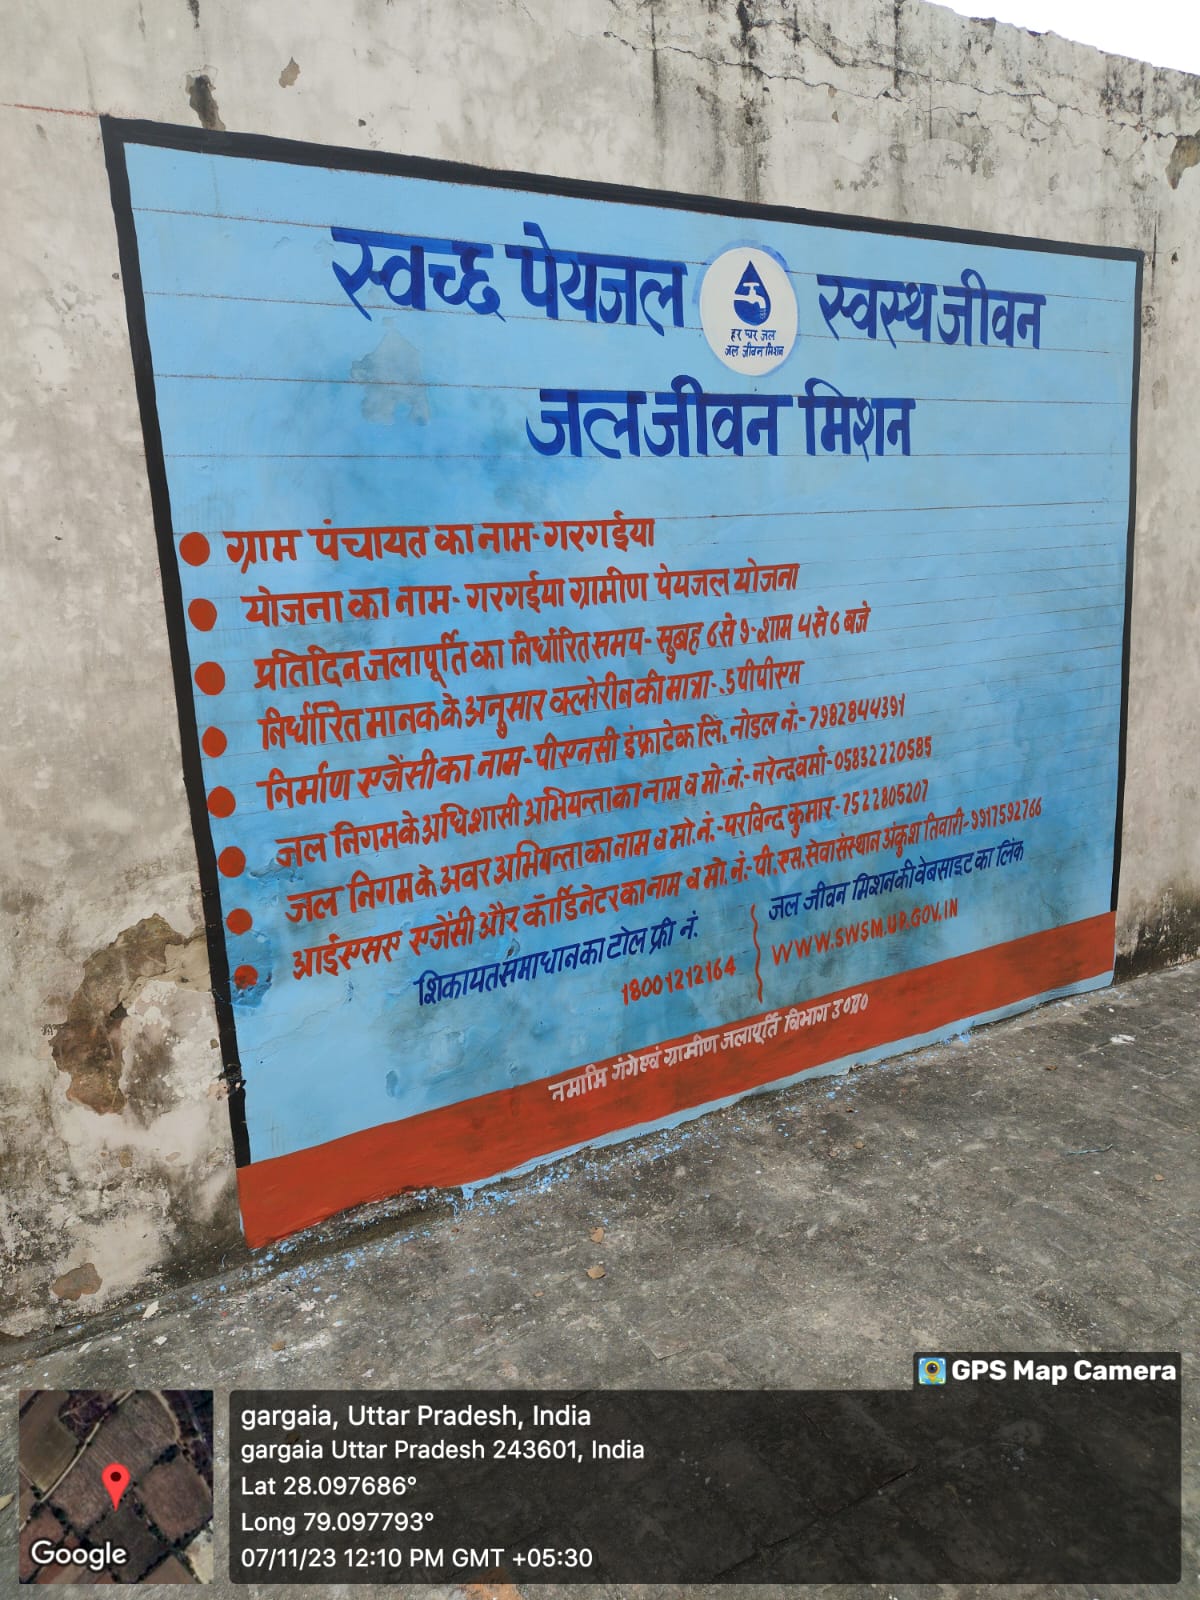 स्वच्छ पेयजल स्वस्थ जीवन
हर घर जल
जल जीवन मिशन
जल जीवन मिशन
ग्राम पंचायत का नाम- गरगईया
योजना का नाम- गरगईया ग्रामीण पेयजल योजना
प्रतिदिन जलापूर्ति का निर्धारित समय- सुबह 6 से 9-शाम 4 से 6 बजे
निर्धारित मानक के अनुसार क्लोरीन की मात्रा- .5 पीपीएम
निर्माण एजेंसी का नाम- पीएनसी इंफ्राटेक लि. नोडल नं:- 7982844391
जल निगम के अधिशासी अभियन्ता का नाम व मो. नं.- नरेन्द वर्मा- 05832220585
जल निगम के अवर अभियन्ता का नाम व मो. नं.:- परविन्द कुमार- 7522805207
आईएसए एजेंसी और कॉर्डिनेटर का नाम व मो. नं:- पी. एस. सेवा संस्थान अंकुश तिवारी- 9917592766
शिकायत समाधान का टोल फ्री नं.
18001212164
जल जीवन मिशन की वेबसाइट का लिंक
WWW.SWSM.UP.GOV.IN
नमामि गंगे एवं ग्रामीण जलापूर्ति विभाग उ०प्र०
GPS Map Camera
gargaia, Uttar Pradesh, India
gargaia Uttar Pradesh 243601, India
Lat 28.097686°
Long 79.097793°
07/11/23 12:10 PM GMT +05:30
Google